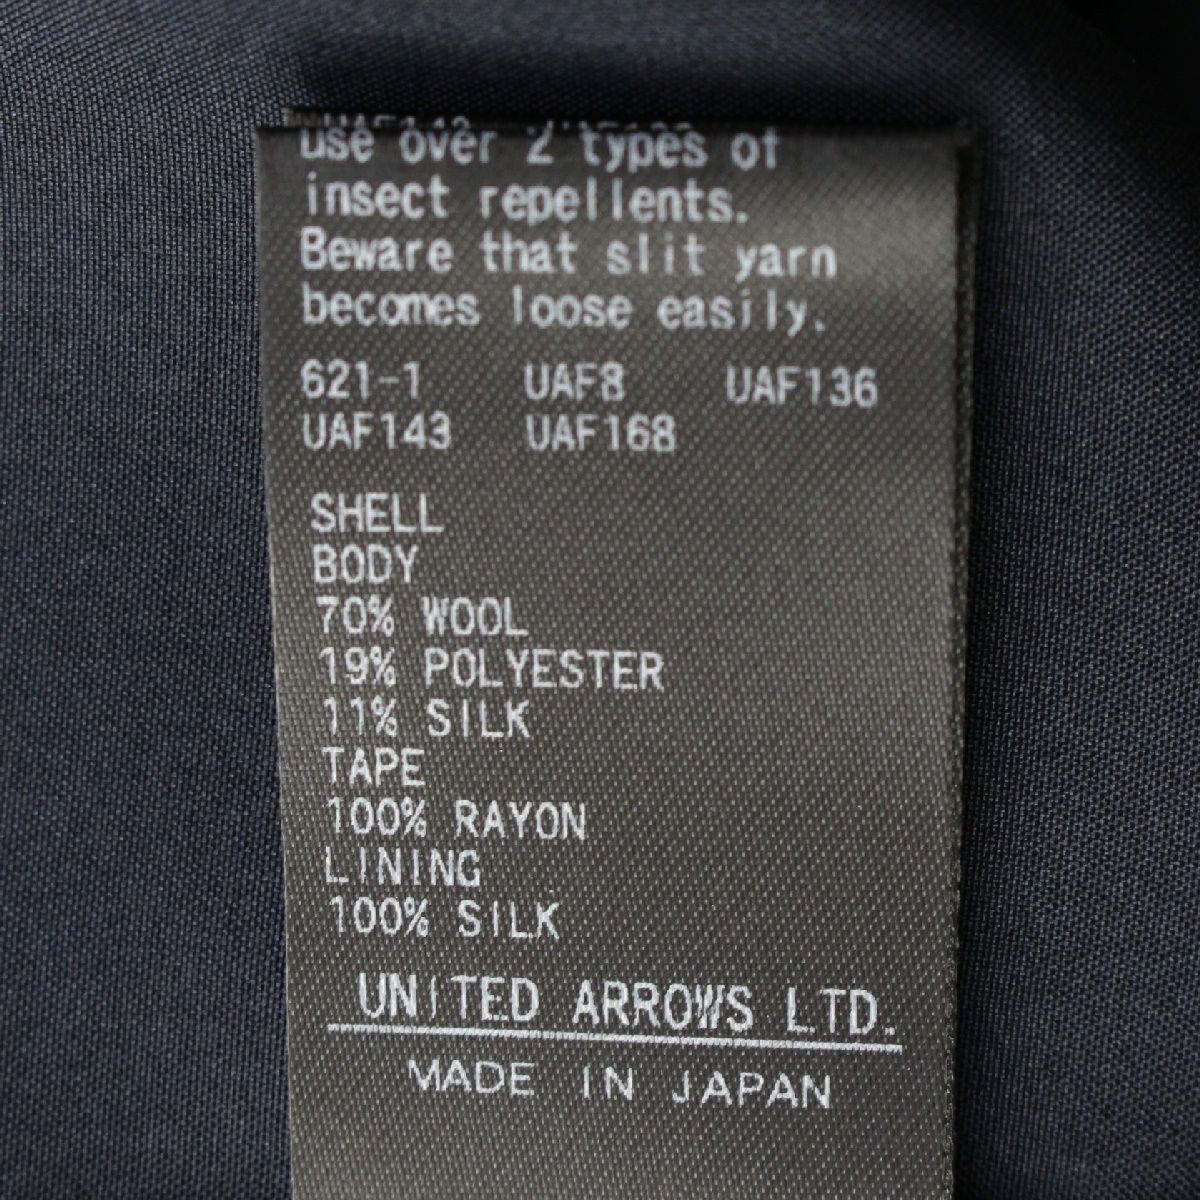 use over 2 types of
insect repellents.
Beware that slit yarn
becomes loose easily.
621-1 UAF8 UAF136
UAF143 UAF168
SHELL
BODY
70% WOOL
19% POLYESTER
11% SILK
TAPE
100% RAYON
LINING
100% SILK
UNITED ARROWS LTD.
MADE IN JAPAN